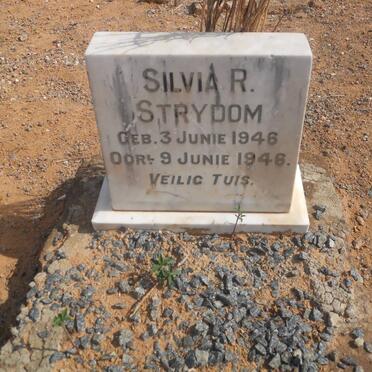 SILVIA R.
STRYDOM
GEB. 3 JUNIE 1946
OORL. 9 JUNIE 1946.
VEILIG TUIS.